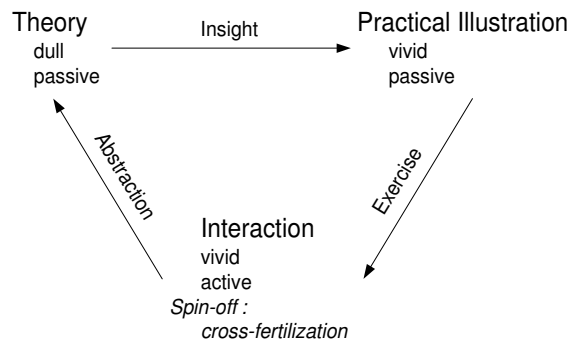 Theory
dull
passive
Insight
Practical Illustration
vivid
passive
Exercise
Interaction
vivid
active
Spin-off :
cross-fertilization
Abstraction